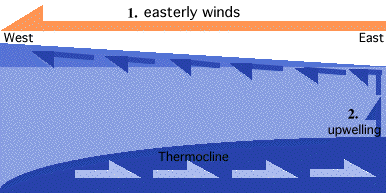 1. easterly winds
West East
2.
upwelling
Thermocline